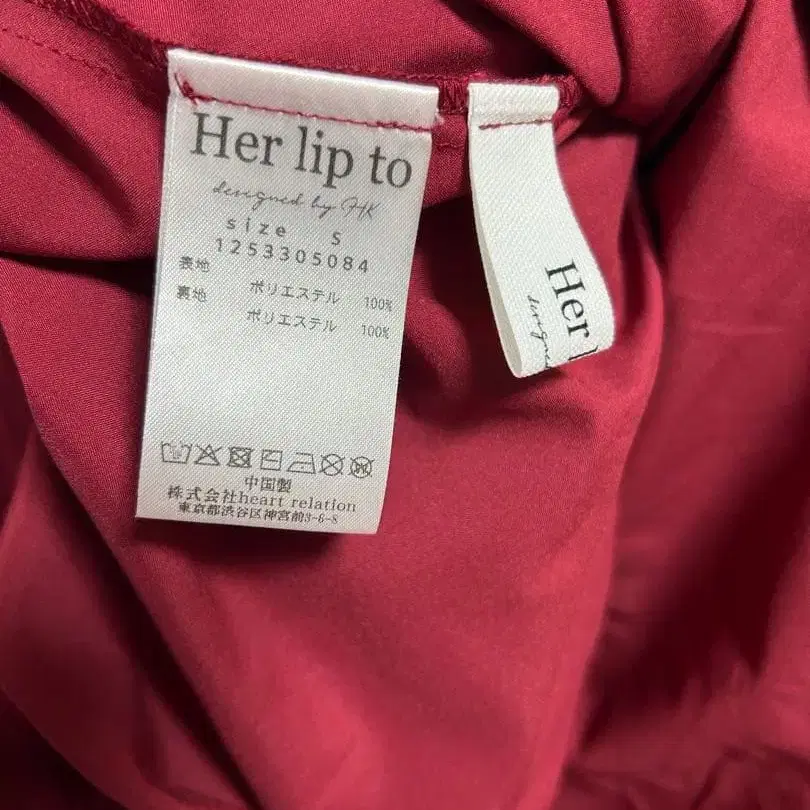 Her lip to
designed by HK
size S
1253305084
表地 ポリエステル 100%
裏地 ポリエステル 100%
中国製
株式会社heart relation
東京都渋谷区神宮前3-6-8
Her